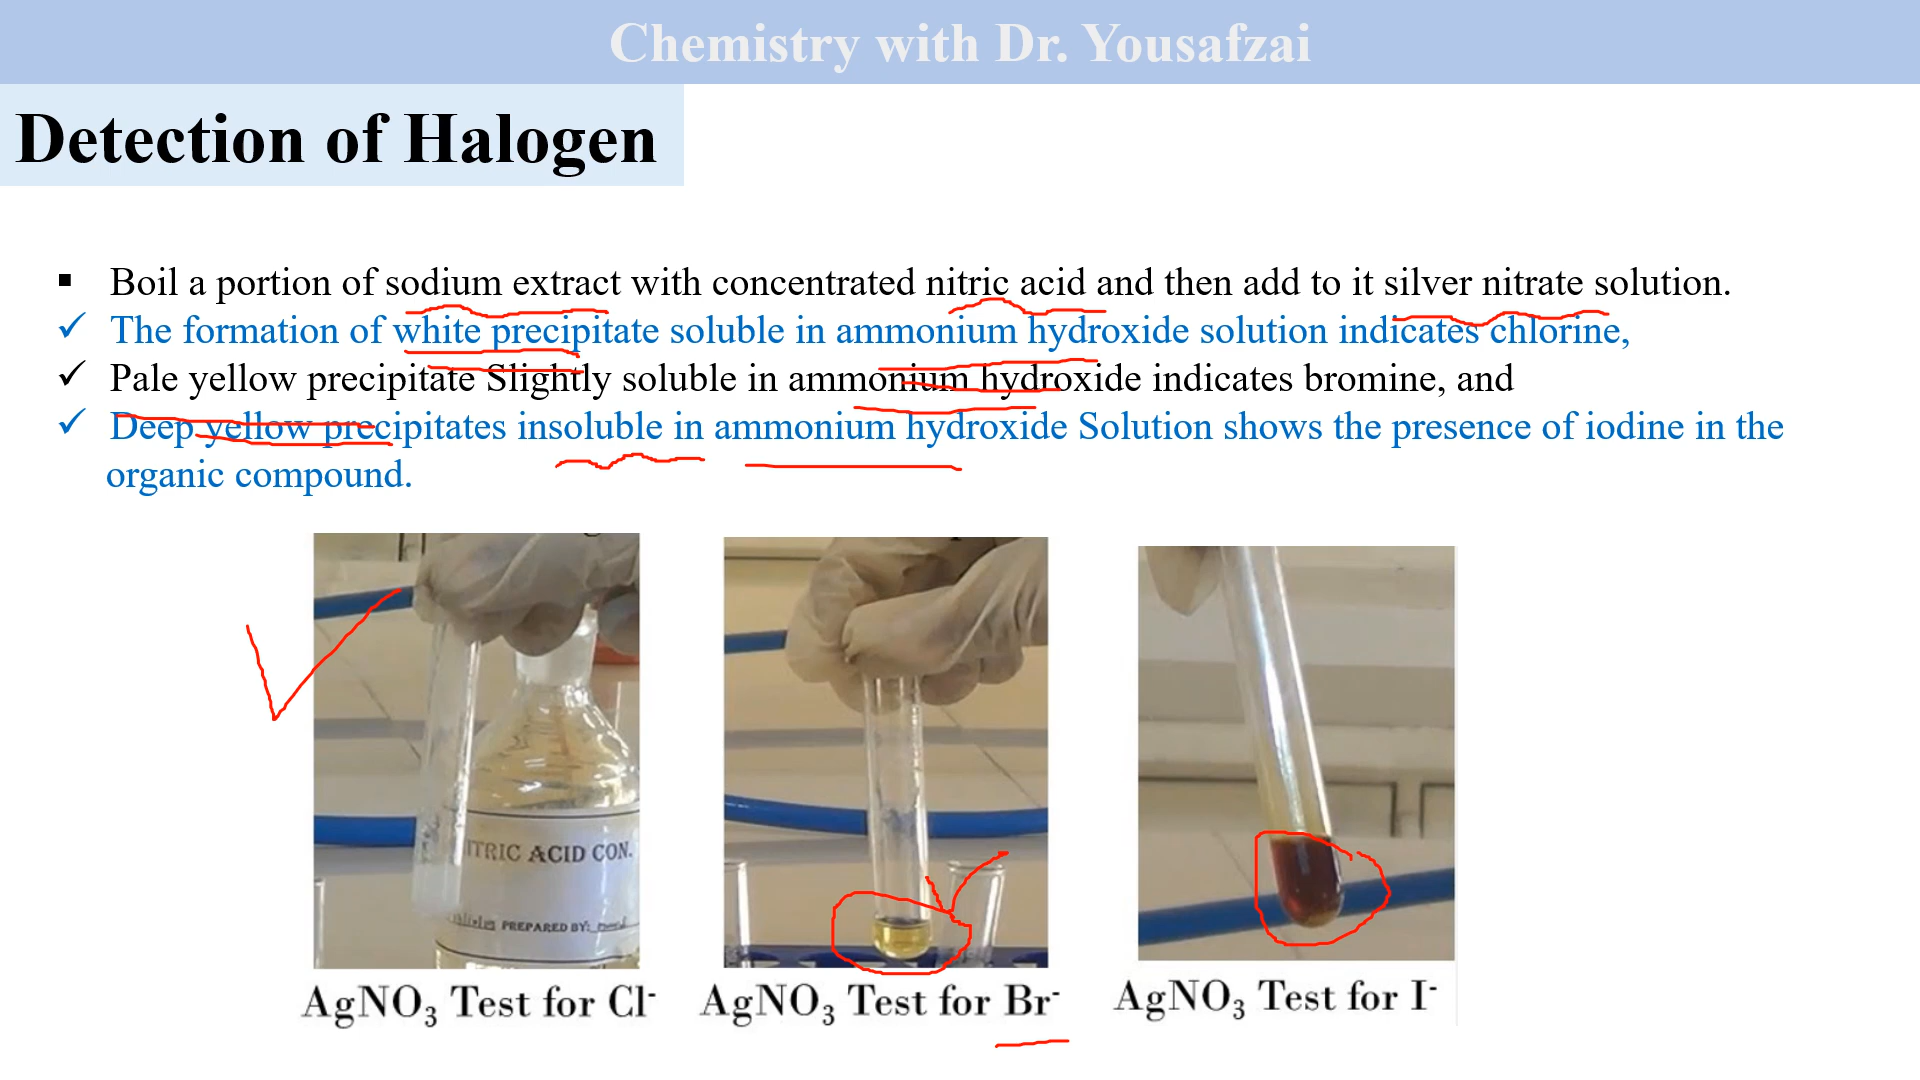 Chemistry with Dr. Yousafzai
Detection of Halogen
▪ Boil a portion of sodium extract with concentrated nitric acid and then add to it silver nitrate solution.
✓ The formation of white precipitate soluble in ammonium hydroxide solution indicates chlorine,
✓ Pale yellow precipitate Slightly soluble in ammonium hydroxide indicates bromine, and
✓ Deep yellow precipitates insoluble in ammonium hydroxide Solution shows the presence of iodine in the
organic compound.
ITRIC ACID CON.
PREPARED BY:
AgNO₃ Test for Cl⁻
AgNO₃ Test for Br⁻
AgNO₃ Test for I⁻